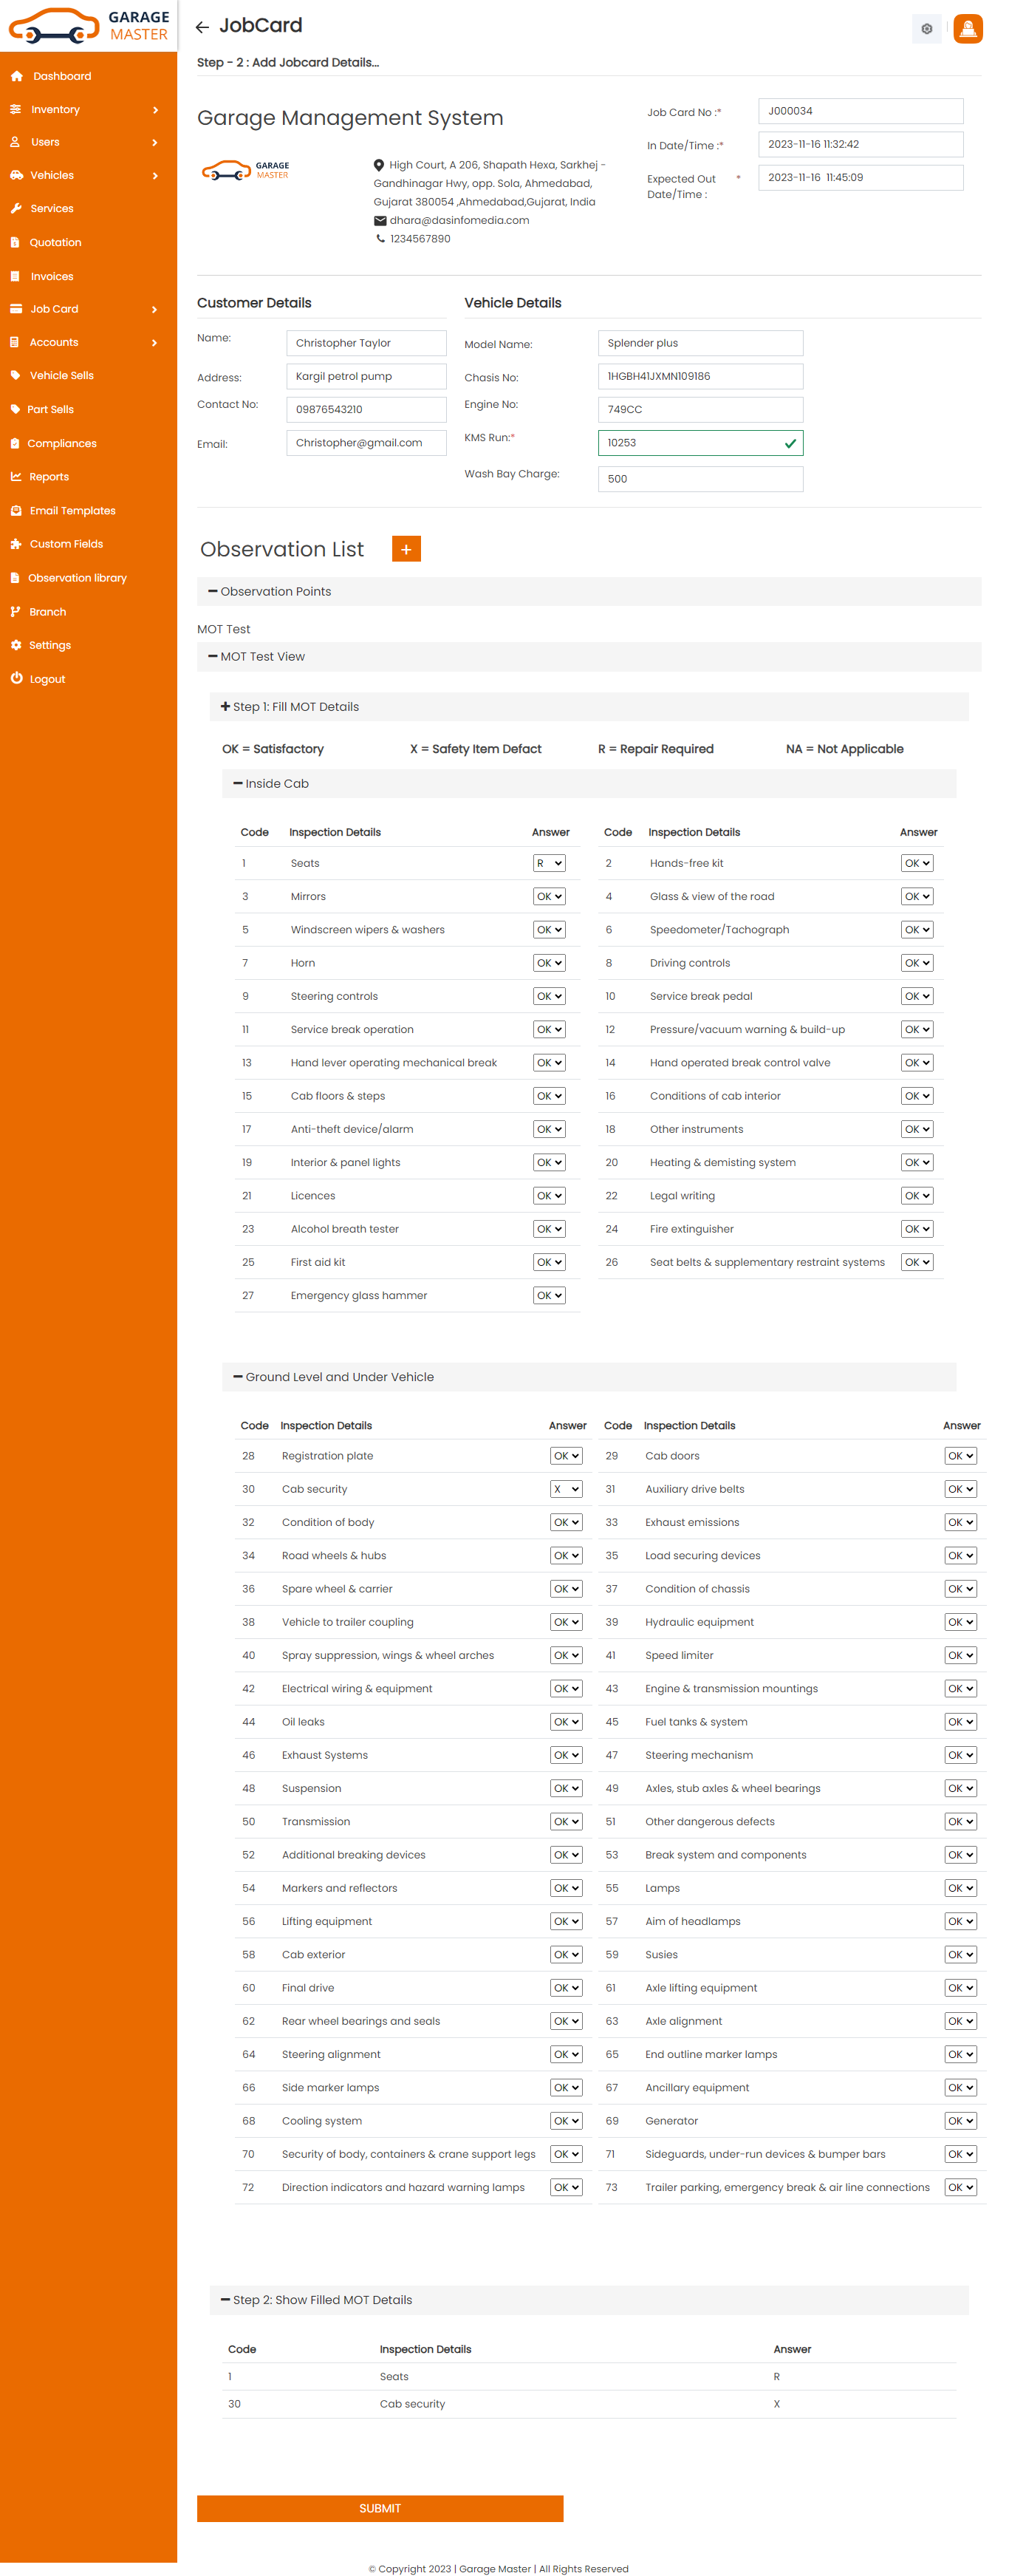 GARAGE
MASTER
JobCard
Step - 2 : Add Jobcard Details...
Dashboard
Inventory
Users
Vehicles
Services
Quotation
Invoices
Job Card
Accounts
Vehicle Sells
Part Sells
Compliances
Reports
Email Templates
Custom Fields
Observation library
Branch
Settings
Logout
Garage Management System
GARAGE
MASTER
High Court, A 206, Shapath Hexa, Sarkhej -
Gandhinagar Hwy, opp. Sola, Ahmedabad,
Gujarat 380054 ,Ahmedabad,Gujarat, India
dhara@dasinfomedia.com
1234567890
Job Card No :* J000034
In Date/Time :* 2023-11-16 11:32:42
Expected Out * 2023-11-16 11:45:09
Date/Time :
Customer Details
Name: Christopher Taylor
Address: Kargil petrol pump
Contact No: 09876543210
Email: Christopher@gmail.com
Vehicle Details
Model Name: Splender plus
Chasis No: 1HGBH41JXMN109186
Engine No: 749CC
KMS Run:* 10253
Wash Bay Charge: 500
Observation List +
Observation Points
MOT Test
MOT Test View
Step 1: Fill MOT Details
OK = Satisfactory X = Safety Item Defact R = Repair Required NA = Not Applicable
Inside Cab
Code Inspection Details Answer Code Inspection Details Answer
1 Seats R 2 Hands-free kit OK
3 Mirrors OK 4 Glass & view of the road OK
5 Windscreen wipers & washers OK 6 Speedometer/Tachograph OK
7 Horn OK 8 Driving controls OK
9 Steering controls OK 10 Service break pedal OK
11 Service break operation OK 12 Pressure/vacuum warning & build-up OK
13 Hand lever operating mechanical break OK 14 Hand operated break control valve OK
15 Cab floors & steps OK 16 Conditions of cab interior OK
17 Anti-theft device/alarm OK 18 Other instruments OK
19 Interior & panel lights OK 20 Heating & demisting system OK
21 Licences OK 22 Legal writing OK
23 Alcohol breath tester OK 24 Fire extinguisher OK
25 First aid kit OK 26 Seat belts & supplementary restraint systems OK
27 Emergency glass hammer OK
Ground Level and Under Vehicle
Code Inspection Details Answer Code Inspection Details Answer
28 Registration plate OK 29 Cab doors OK
30 Cab security X 31 Auxiliary drive belts OK
32 Condition of body OK 33 Exhaust emissions OK
34 Road wheels & hubs OK 35 Load securing devices OK
36 Spare wheel & carrier OK 37 Condition of chassis OK
38 Vehicle to trailer coupling OK 39 Hydraulic equipment OK
40 Spray suppression, wings & wheel arches OK 41 Speed limiter OK
42 Electrical wiring & equipment OK 43 Engine & transmission mountings OK
44 Oil leaks OK 45 Fuel tanks & system OK
46 Exhaust Systems OK 47 Steering mechanism OK
48 Suspension OK 49 Axles, stub axles & wheel bearings OK
50 Transmission OK 51 Other dangerous defects OK
52 Additional breaking devices OK 53 Break system and components OK
54 Markers and reflectors OK 55 Lamps OK
56 Lifting equipment OK 57 Aim of headlamps OK
58 Cab exterior OK 59 Susies OK
60 Final drive OK 61 Axle lifting equipment OK
62 Rear wheel bearings and seals OK 63 Axle alignment OK
64 Steering alignment OK 65 End outline marker lamps OK
66 Side marker lamps OK 67 Ancillary equipment OK
68 Cooling system OK 69 Generator OK
70 Security of body, containers & crane support legs OK 71 Sideguards, under-run devices & bumper bars OK
72 Direction indicators and hazard warning lamps OK 73 Trailer parking, emergency break & air line connections OK
Step 2: Show Filled MOT Details
Code Inspection Details Answer
1 Seats R
30 Cab security X
SUBMIT
© Copyright 2023 | Garage Master | All Rights Reserved